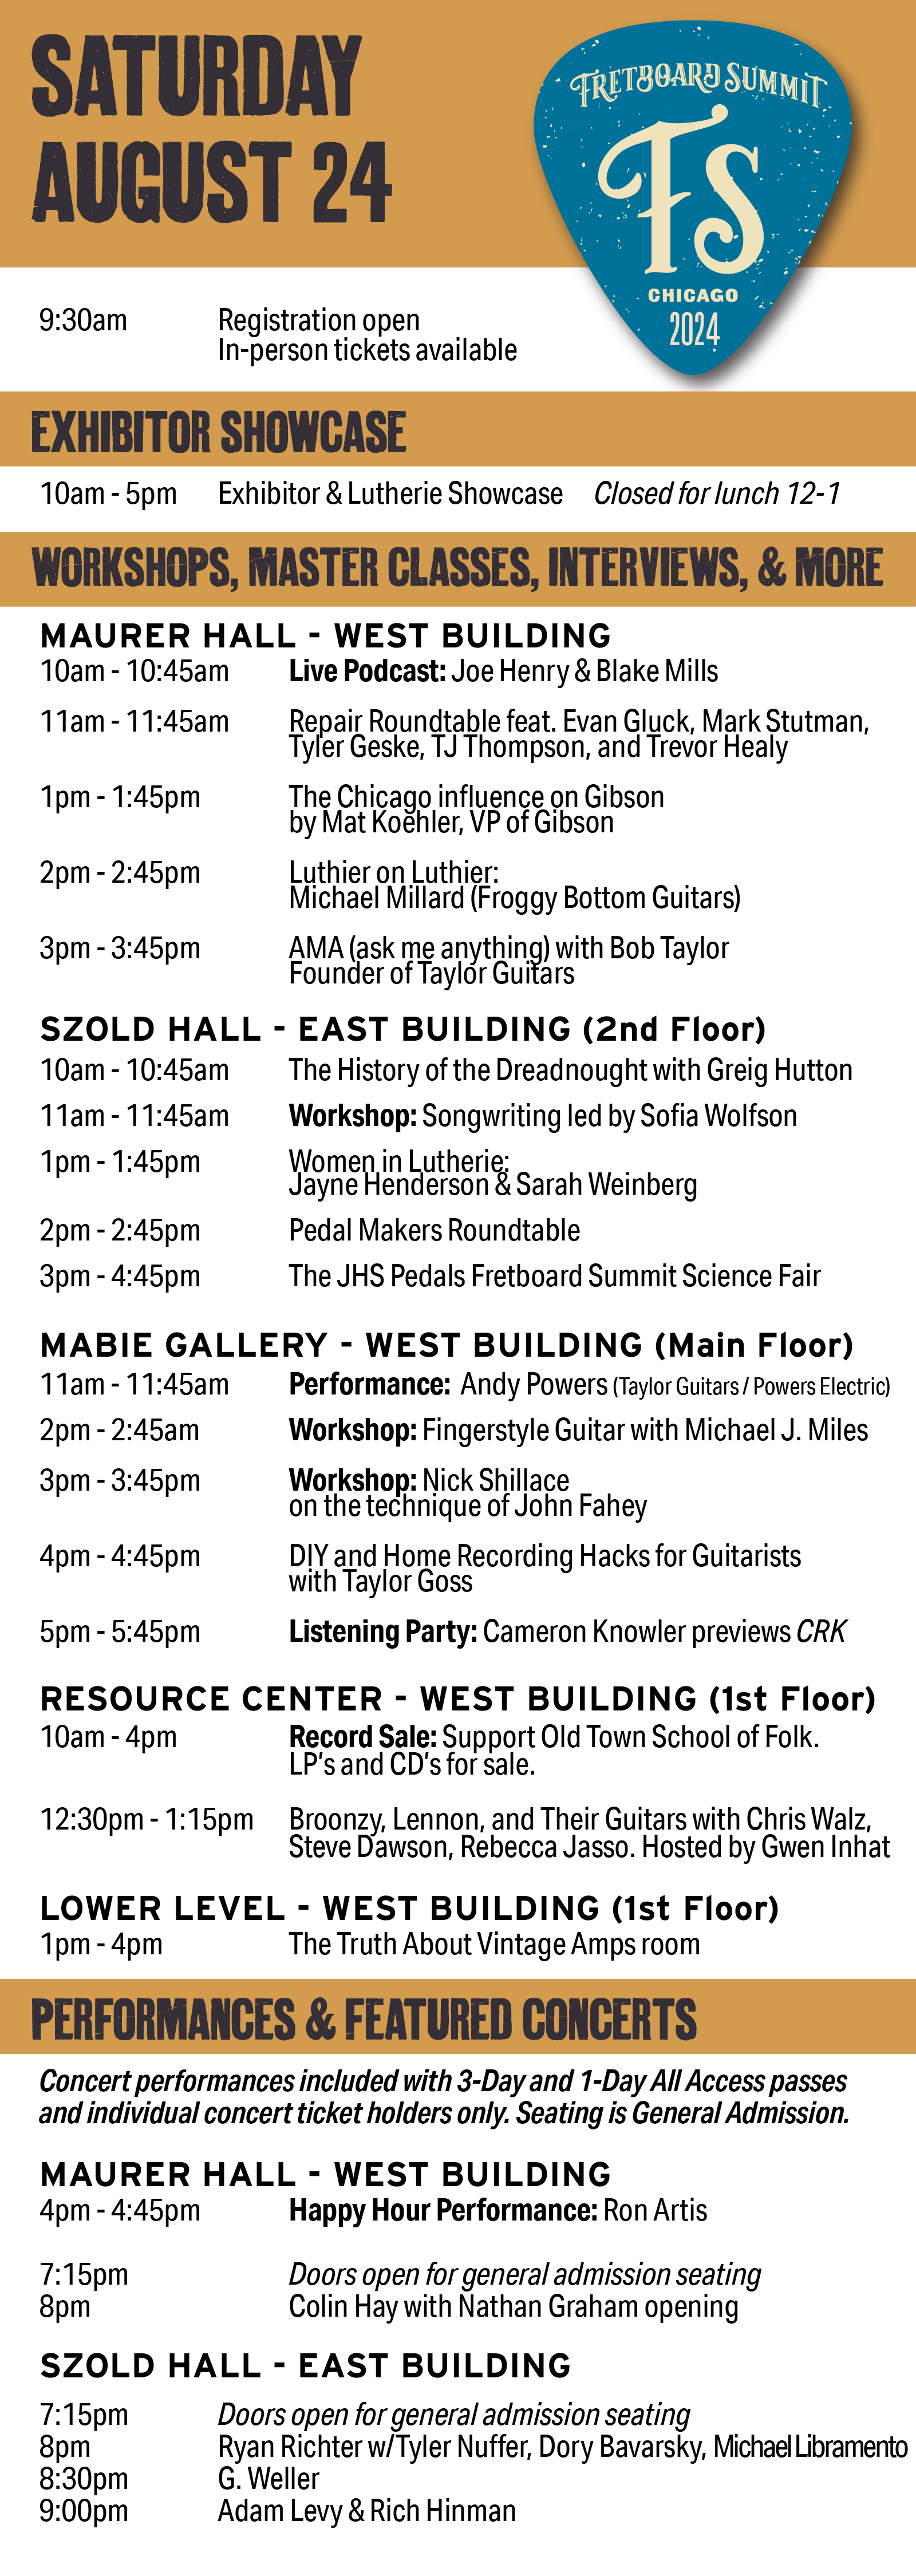 SATURDAY
AUGUST 24
FRETBOARD SUMMIT
FS
CHICAGO
2024
9:30am Registration open
In-person tickets available
EXHIBITOR SHOWCASE
10am - 5pm Exhibitor & Lutherie Showcase Closed for lunch 12-1
WORKSHOPS, MASTER CLASSES, INTERVIEWS, & MORE
MAURER HALL - WEST BUILDING
10am - 10:45am Live Podcast: Joe Henry & Blake Mills
11am - 11:45am Repair Roundtable feat. Evan Gluck, Mark Stutman,
Tyler Geske, TJ Thompson, and Trevor Healy
1pm - 1:45pm The Chicago influence on Gibson
by Mat Koehler, VP of Gibson
2pm - 2:45pm Luthier on Luthier:
Michael Millard (Froggy Bottom Guitars)
3pm - 3:45pm AMA (ask me anything) with Bob Taylor
Founder of Taylor Guitars
SZOLD HALL - EAST BUILDING (2nd Floor)
10am - 10:45am The History of the Dreadnought with Greig Hutton
11am - 11:45am Workshop: Songwriting led by Sofia Wolfson
1pm - 1:45pm Women in Lutherie:
Jayne Henderson & Sarah Weinberg
2pm - 2:45pm Pedal Makers Roundtable
3pm - 4:45pm The JHS Pedals Fretboard Summit Science Fair
MABIE GALLERY - WEST BUILDING (Main Floor)
11am - 11:45am Performance: Andy Powers (Taylor Guitars / Powers Electric)
2pm - 2:45am Workshop: Fingerstyle Guitar with Michael J. Miles
3pm - 3:45pm Workshop: Nick Shillace
on the technique of John Fahey
4pm - 4:45pm DIY and Home Recording Hacks for Guitarists
with Taylor Goss
5pm - 5:45pm Listening Party: Cameron Knowler previews CRK
RESOURCE CENTER - WEST BUILDING (1st Floor)
10am - 4pm Record Sale: Support Old Town School of Folk.
LP's and CD's for sale.
12:30pm - 1:15pm Broonzy, Lennon, and Their Guitars with Chris Walz,
Steve Dawson, Rebecca Jasso. Hosted by Gwen Inhat
LOWER LEVEL - WEST BUILDING (1st Floor)
1pm - 4pm The Truth About Vintage Amps room
PERFORMANCES & FEATURED CONCERTS
Concert performances included with 3-Day and 1-Day All Access passes
and individual concert ticket holders only. Seating is General Admission.
MAURER HALL - WEST BUILDING
4pm - 4:45pm Happy Hour Performance: Ron Artis
7:15pm Doors open for general admission seating
8pm Colin Hay with Nathan Graham opening
SZOLD HALL - EAST BUILDING
7:15pm Doors open for general admission seating
8pm Ryan Richter w/Tyler Nuffer, Dory Bavarsky, Michael Libramento
8:30pm G. Weller
9:00pm Adam Levy & Rich Hinman